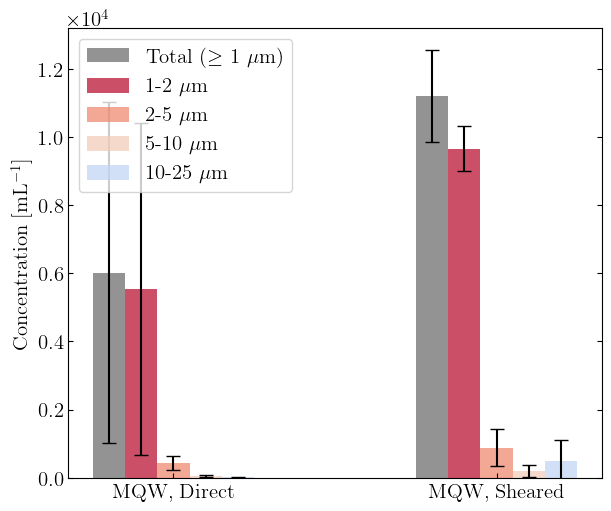 ×10⁴
Total (≥ 1 μm)
1-2 μm
2-5 μm
5-10 μm
10-25 μm
Concentration [mL⁻¹]
1.2
1.0
0.8
0.6
0.4
0.2
0.0
MQW, Direct
MQW, Sheared